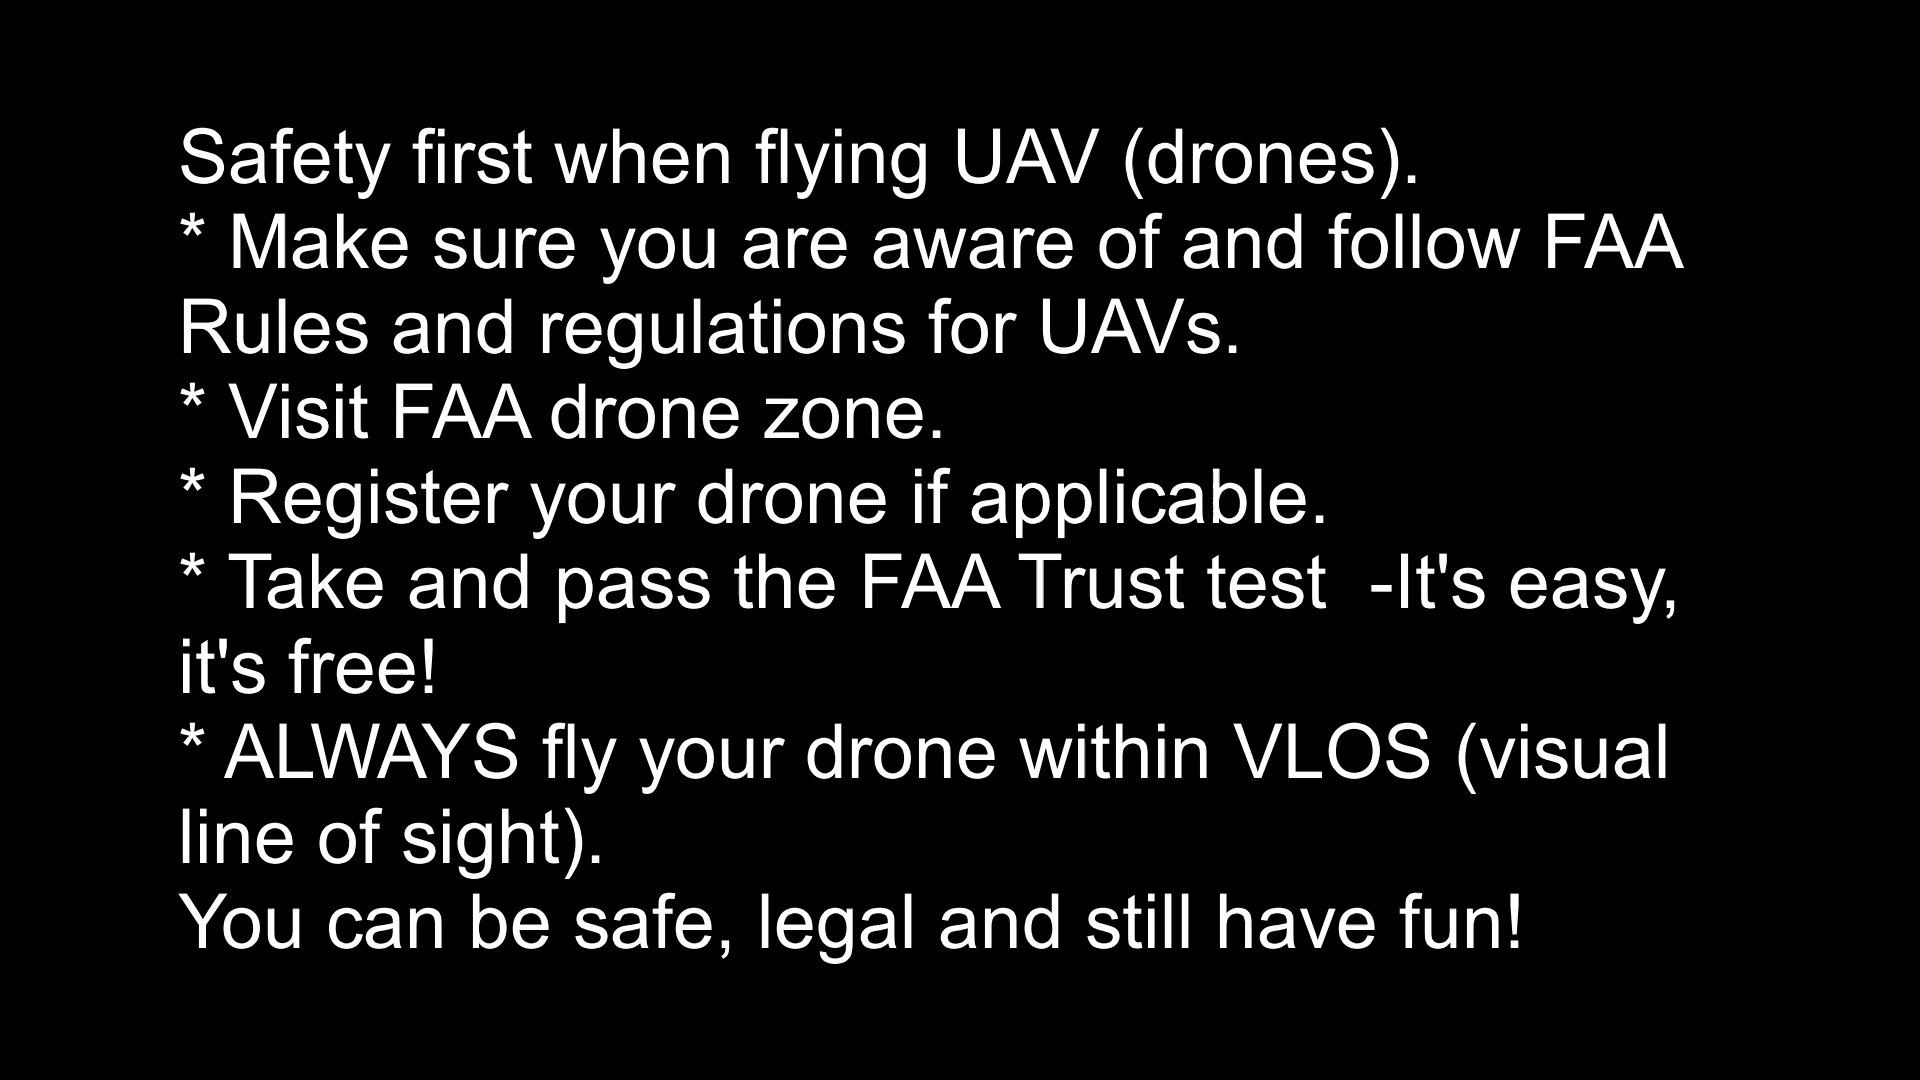 Safety first when flying UAV (drones).
* Make sure you are aware of and follow FAA
Rules and regulations for UAVs.
* Visit FAA drone zone.
* Register your drone if applicable.
* Take and pass the FAA Trust test  -It's easy,
it's free!
* ALWAYS fly your drone within VLOS (visual
line of sight).
You can be safe, legal and still have fun!